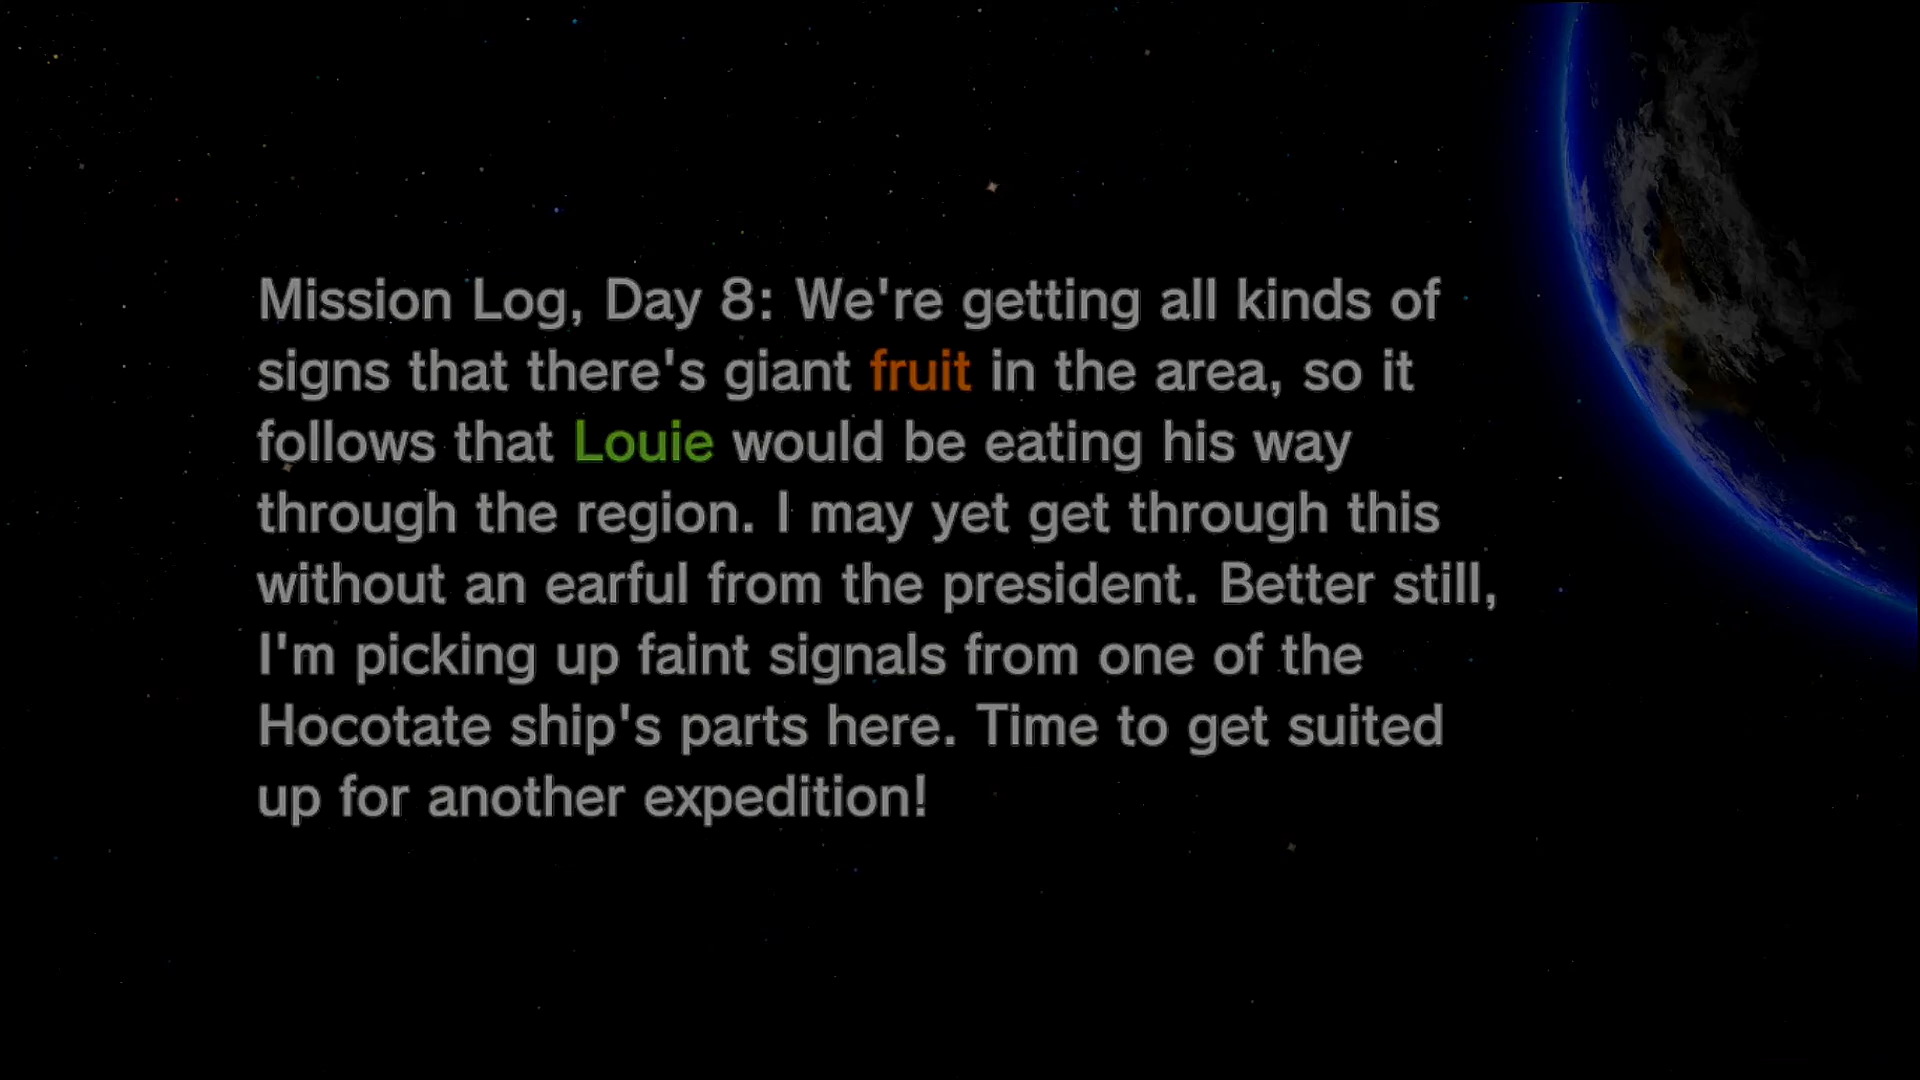 Mission Log, Day 8: We're getting all kinds of
signs that there's giant fruit in the area, so it
follows that Louie would be eating his way
through the region. I may yet get through this
without an earful from the president. Better still,
I'm picking up faint signals from one of the
Hocotate ship's parts here. Time to get suited
up for another expedition!